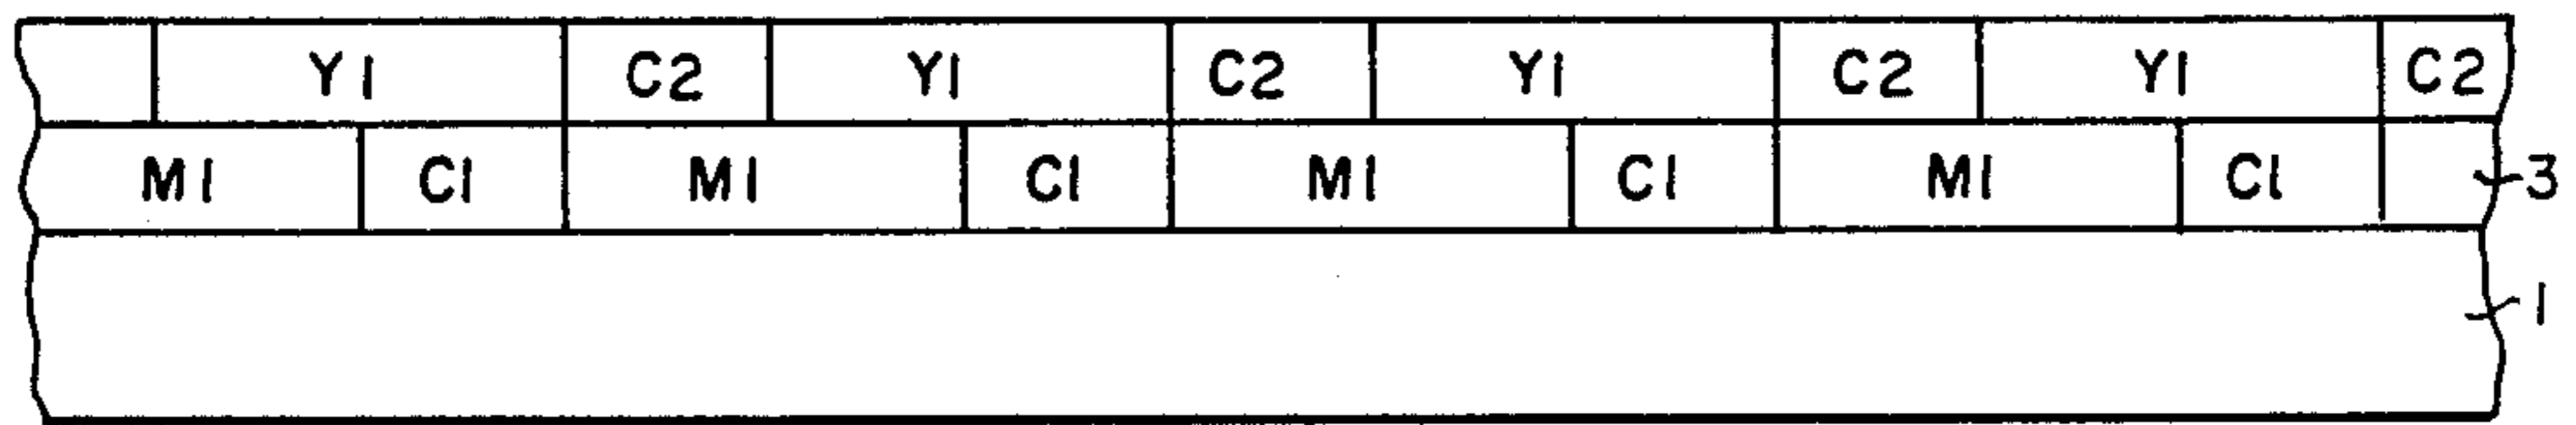 Y1 C2 Y1 C2 Y1 C2 Y1 C2
M1 C1 M1 C1 M1 C1 M1 C1 3
1